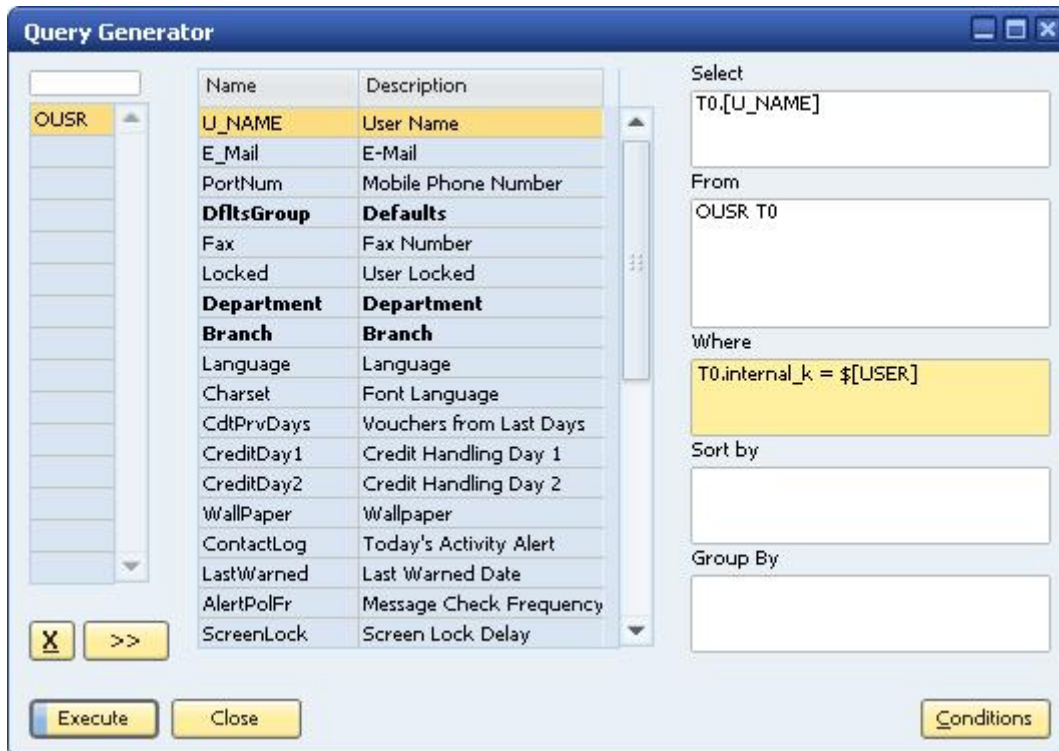 Query Generator
OUSR
Name Description
U_NAME User Name
E_Mail E-Mail
PortNum Mobile Phone Number
DfltsGroup Defaults
Fax Fax Number
Locked User Locked
Department Department
Branch Branch
Language Language
Charset Font Language
CdtPrvDays Vouchers from Last Days
CreditDay1 Credit Handling Day 1
CreditDay2 Credit Handling Day 2
WallPaper Wallpaper
ContactLog Today's Activity Alert
LastWarned Last Warned Date
AlertPolFr Message Check Frequency
ScreenLock Screen Lock Delay
Select
T0.[U_NAME]
From
OUSR T0
Where
T0.internal_k = $[USER]
Sort by
Group By
X >>
Execute Close Conditions